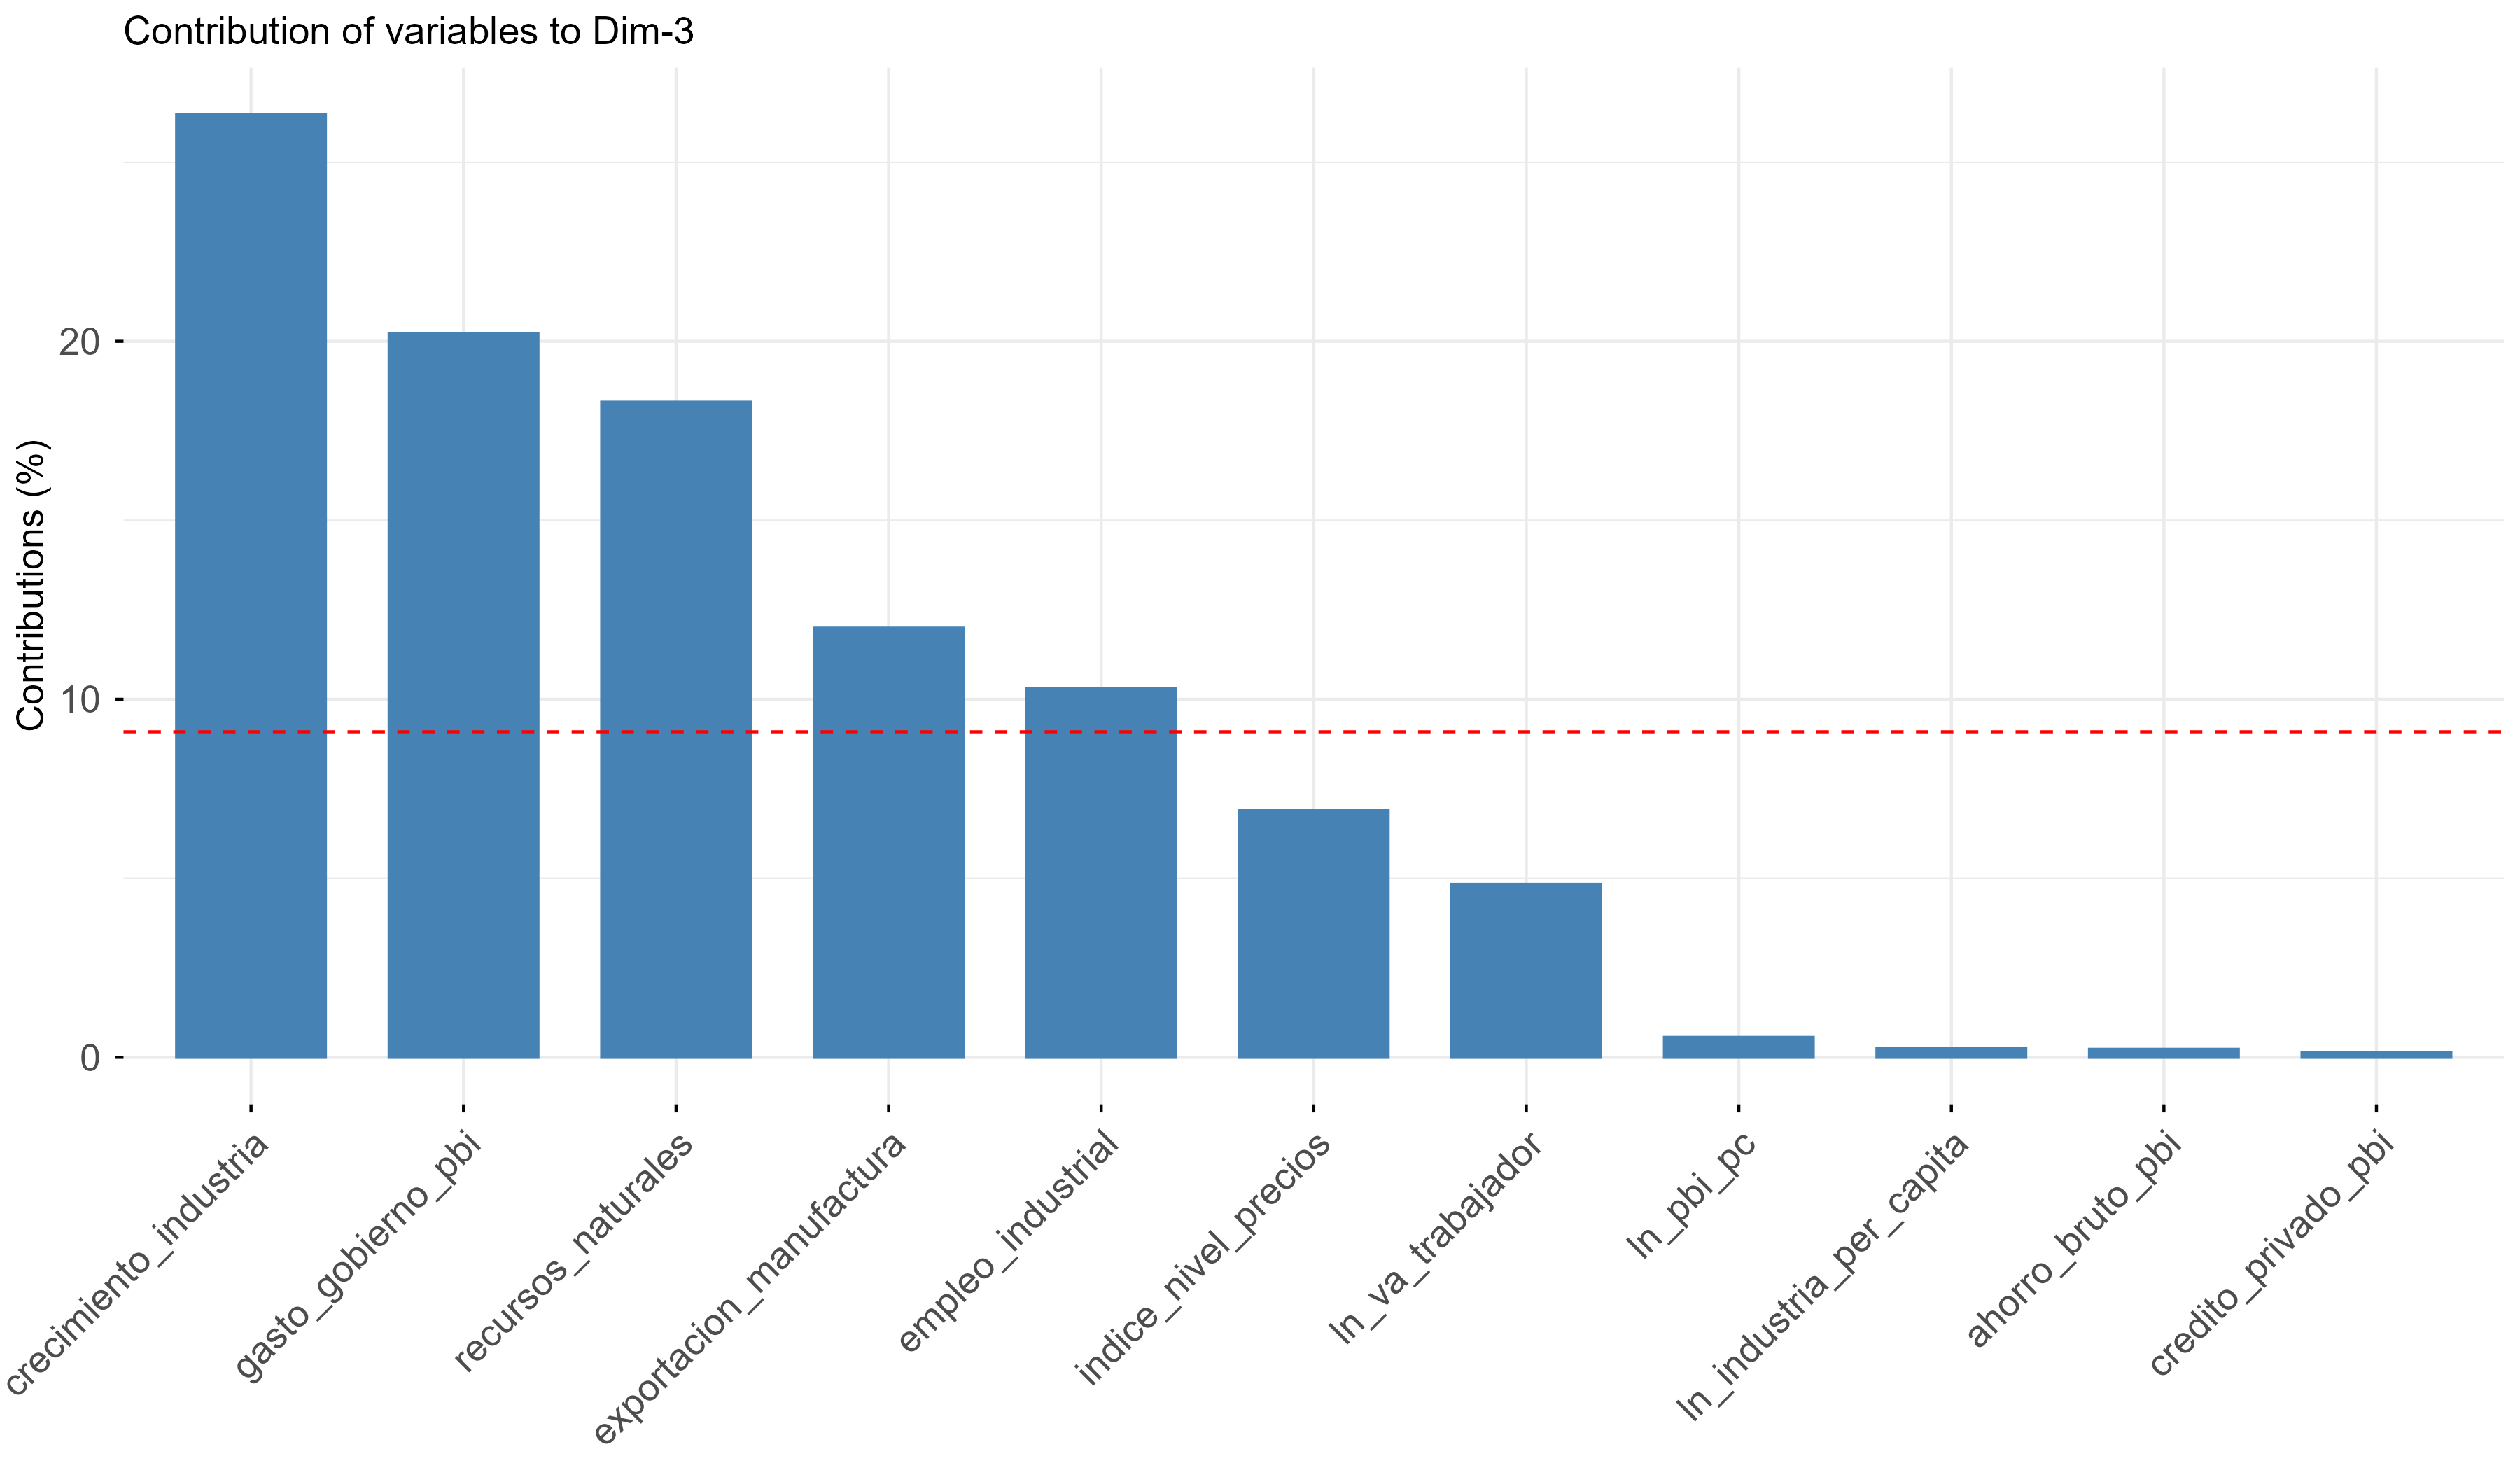 Contribution of variables to Dim-3
Contributions (%)
20
10
0
crecimiento_industria
gasto_gobierno_pbi
recursos_naturales
exportacion_manufactura
empleo_industrial
indice_nivel_precios
ln_va_trabajador
ln_pbi_pc
ln_industria_per_capita
ahorro_bruto_pbi
credito_privado_pbi